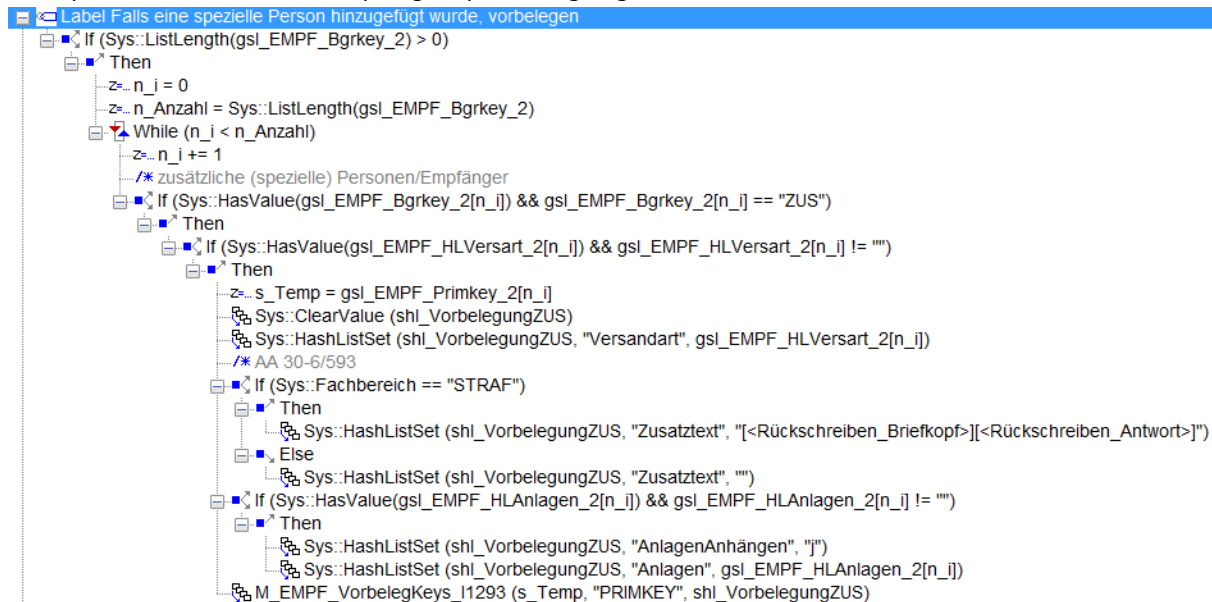 Label Falls eine spezielle Person hinzugefügt wurde, vorbelegen
If (Sys::ListLength(gsl_EMPF_Bgrkey_2) > 0)
Then
n_i = 0
n_Anzahl = Sys::ListLength(gsl_EMPF_Bgrkey_2)
While (n_i < n_Anzahl)
n_i += 1
/* zusätzliche (spezielle) Personen/Empfänger
If (Sys::HasValue(gsl_EMPF_Bgrkey_2[n_i]) && gsl_EMPF_Bgrkey_2[n_i] == "ZUS")
Then
If (Sys::HasValue(gsl_EMPF_HLVersart_2[n_i]) && gsl_EMPF_HLVersart_2[n_i] != "")
Then
s_Temp = gsl_EMPF_Primkey_2[n_i]
Sys::ClearValue (shl_VorbelegungZUS)
Sys::HashListSet (shl_VorbelegungZUS, "Versandart", gsl_EMPF_HLVersart_2[n_i])
/* AA 30-6/593
If (Sys::Fachbereich == "STRAF")
Then
Sys::HashListSet (shl_VorbelegungZUS, "Zusatztext", "[<Rückschreiben_Briefkopf>][<Rückschreiben_Antwort>]")
Else
Sys::HashListSet (shl_VorbelegungZUS, "Zusatztext", "")
If (Sys::HasValue(gsl_EMPF_HLAnlagen_2[n_i]) && gsl_EMPF_HLAnlagen_2[n_i] != "")
Then
Sys::HashListSet (shl_VorbelegungZUS, "AnlagenAnhängen", "j")
Sys::HashListSet (shl_VorbelegungZUS, "Anlagen", gsl_EMPF_HLAnlagen_2[n_i])
M_EMPF_VorbelegKeys_I1293 (s_Temp, "PRIMKEY", shl_VorbelegungZUS)